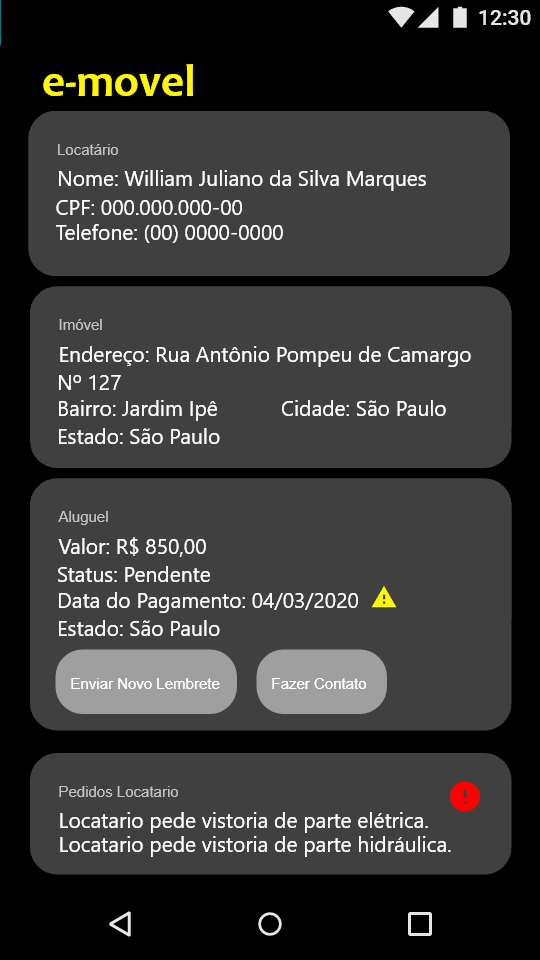 12:30
e-movel
Locatário
Nome: William Juliano da Silva Marques
CPF: 000.000.000-00
Telefone: (00) 0000-0000
Imóvel
Endereço: Rua Antônio Pompeu de Camargo
Nº 127
Bairro: Jardim Ipê Cidade: São Paulo
Estado: São Paulo
Aluguel
Valor: R$ 850,00
Status: Pendente
Data do Pagamento: 04/03/2020
Estado: São Paulo
Enviar Novo Lembrete Fazer Contato
Pedidos Locatario
Locatario pede vistoria de parte elétrica.
Locatario pede vistoria de parte hidráulica.